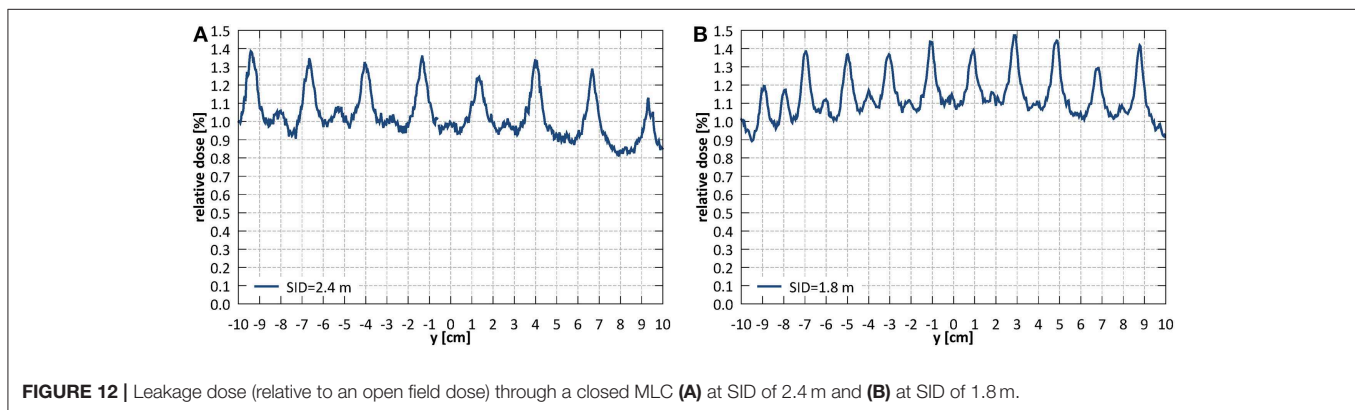 A
relative dose [%]
1.5
1.4
1.3
1.2
1.1
1.0
0.9
0.8
0.7
0.6
0.5
0.4
0.3
0.2
0.1
0.0
SID=2.4 m
-10 -9 -8 -7 -6 -5 -4 -3 -2 -1 0 1 2 3 4 5 6 7 8 9 10
y [cm]
B
relative dose [%]
1.5
1.4
1.3
1.2
1.1
1.0
0.9
0.8
0.7
0.6
0.5
0.4
0.3
0.2
0.1
0.0
SID=1.8 m
-10 -9 -8 -7 -6 -5 -4 -3 -2 -1 0 1 2 3 4 5 6 7 8 9 10
y [cm]
FIGURE 12 | Leakage dose (relative to an open field dose) through a closed MLC (A) at SID of 2.4 m and (B) at SID of 1.8 m.